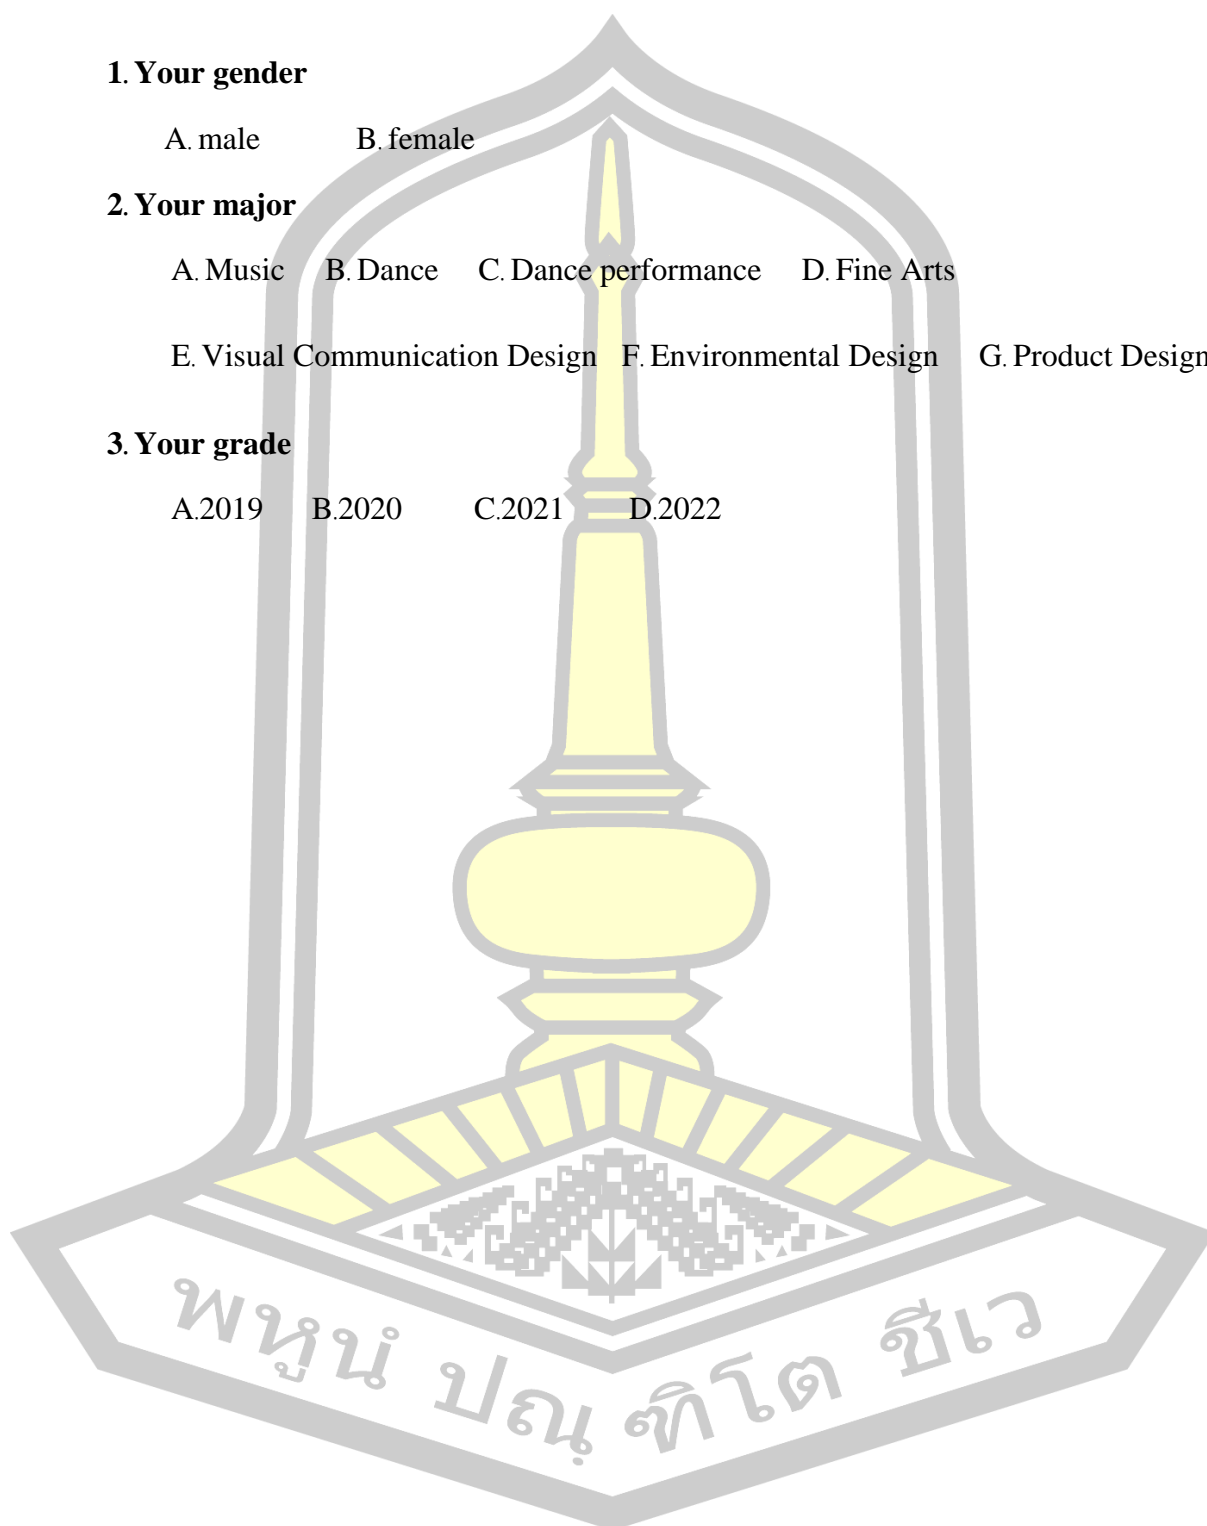 1. Your gender
A. male B. female
2. Your major
A. Music B. Dance C. Dance performance D. Fine Arts
E. Visual Communication Design F. Environmental Design G. Product Design
3. Your grade
A.2019 B.2020 C.2021 D.2022
พหูนํ ปณฺฑิโต ชีเว